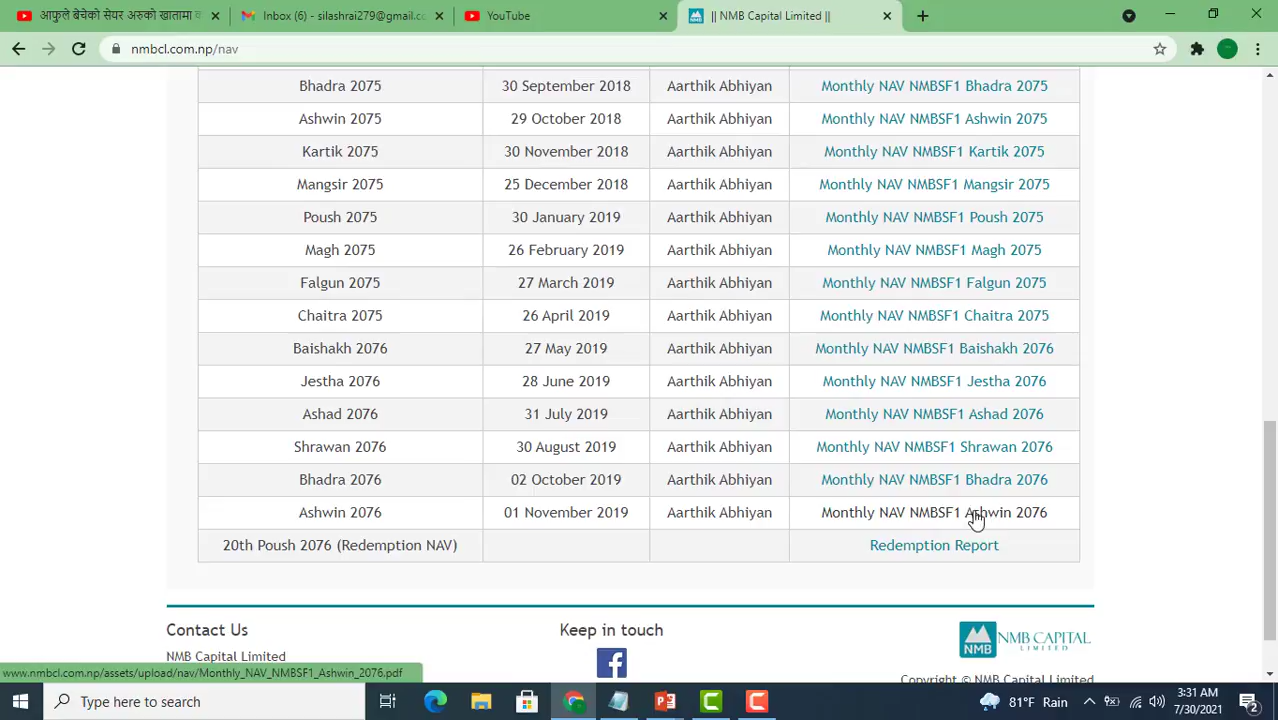 आफुले बेचेको सेयर अरुको खातामा क
Inbox (6) - silashrai279@gmail.co
YouTube
|| NMB Capital Limited ||
nmbcl.com.np/nav
Bhadra 2075 30 September 2018 Aarthik Abhiyan Monthly NAV NMBSF1 Bhadra 2075
Ashwin 2075 29 October 2018 Aarthik Abhiyan Monthly NAV NMBSF1 Ashwin 2075
Kartik 2075 30 November 2018 Aarthik Abhiyan Monthly NAV NMBSF1 Kartik 2075
Mangsir 2075 25 December 2018 Aarthik Abhiyan Monthly NAV NMBSF1 Mangsir 2075
Poush 2075 30 January 2019 Aarthik Abhiyan Monthly NAV NMBSF1 Poush 2075
Magh 2075 26 February 2019 Aarthik Abhiyan Monthly NAV NMBSF1 Magh 2075
Falgun 2075 27 March 2019 Aarthik Abhiyan Monthly NAV NMBSF1 Falgun 2075
Chaitra 2075 26 April 2019 Aarthik Abhiyan Monthly NAV NMBSF1 Chaitra 2075
Baishakh 2076 27 May 2019 Aarthik Abhiyan Monthly NAV NMBSF1 Baishakh 2076
Jestha 2076 28 June 2019 Aarthik Abhiyan Monthly NAV NMBSF1 Jestha 2076
Ashad 2076 31 July 2019 Aarthik Abhiyan Monthly NAV NMBSF1 Ashad 2076
Shrawan 2076 30 August 2019 Aarthik Abhiyan Monthly NAV NMBSF1 Shrawan 2076
Bhadra 2076 02 October 2019 Aarthik Abhiyan Monthly NAV NMBSF1 Bhadra 2076
Ashwin 2076 01 November 2019 Aarthik Abhiyan Monthly NAV NMBSF1 Ashwin 2076
20th Poush 2076 (Redemption NAV) Redemption Report
Contact Us Keep in touch
NMB CAPITAL
LIMITED
NMB
NMB Capital Limited
Copyright © NMB Capital Limited
www.nmbcl.com.np/assets/upload/nav/Monthly_NAV_NMBSF1_Ashwin_2076.pdf
Type here to search
81°F Rain
3:31 AM
7/30/2021
2